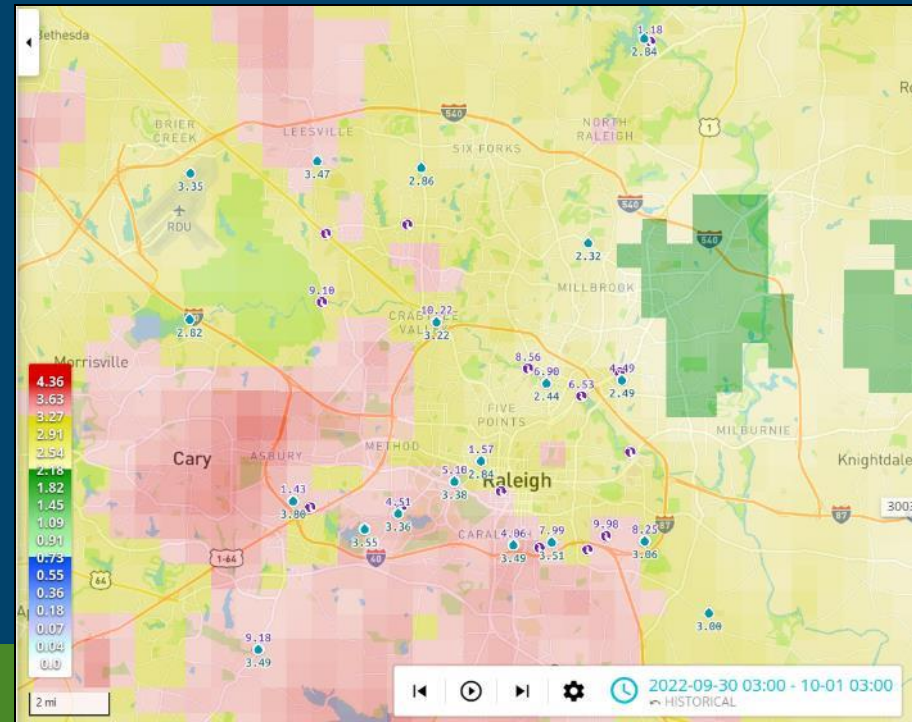 Bethesda
1.18
2.84
BRIER
CREEK
LEESVILLE
540
NORTH
RALEIGH
1
SIX FORKS
3.35
3.47
2.86
RDU
540
540
2.32
MILLBROOK
9.10
10.22
CRABTREE
VALLEY
3.22
2.82
Morrisville
8.56
6.90
2.44
6.53
4.49
2.49
FIVE
POINTS
MILBURNIE
METHOD
Cary
ASBURY
1.57
2.84
Raleigh
Knightdale
5.10
3.38
1.43
3.80
4.51
3.36
3003
87
87
3.55
CARALEIGH
4.06
3.49
7.99
3.51
9.98
8.25
3.06
1-64
40
64
3.00
9.18
3.49
4.36
3.63
3.27
2.91
2.54
2.18
1.82
1.45
1.09
0.91
0.73
0.55
0.36
0.18
0.07
0.04
0.0
2 mi
2022-09-30 03:00 - 10-01 03:00
HISTORICAL